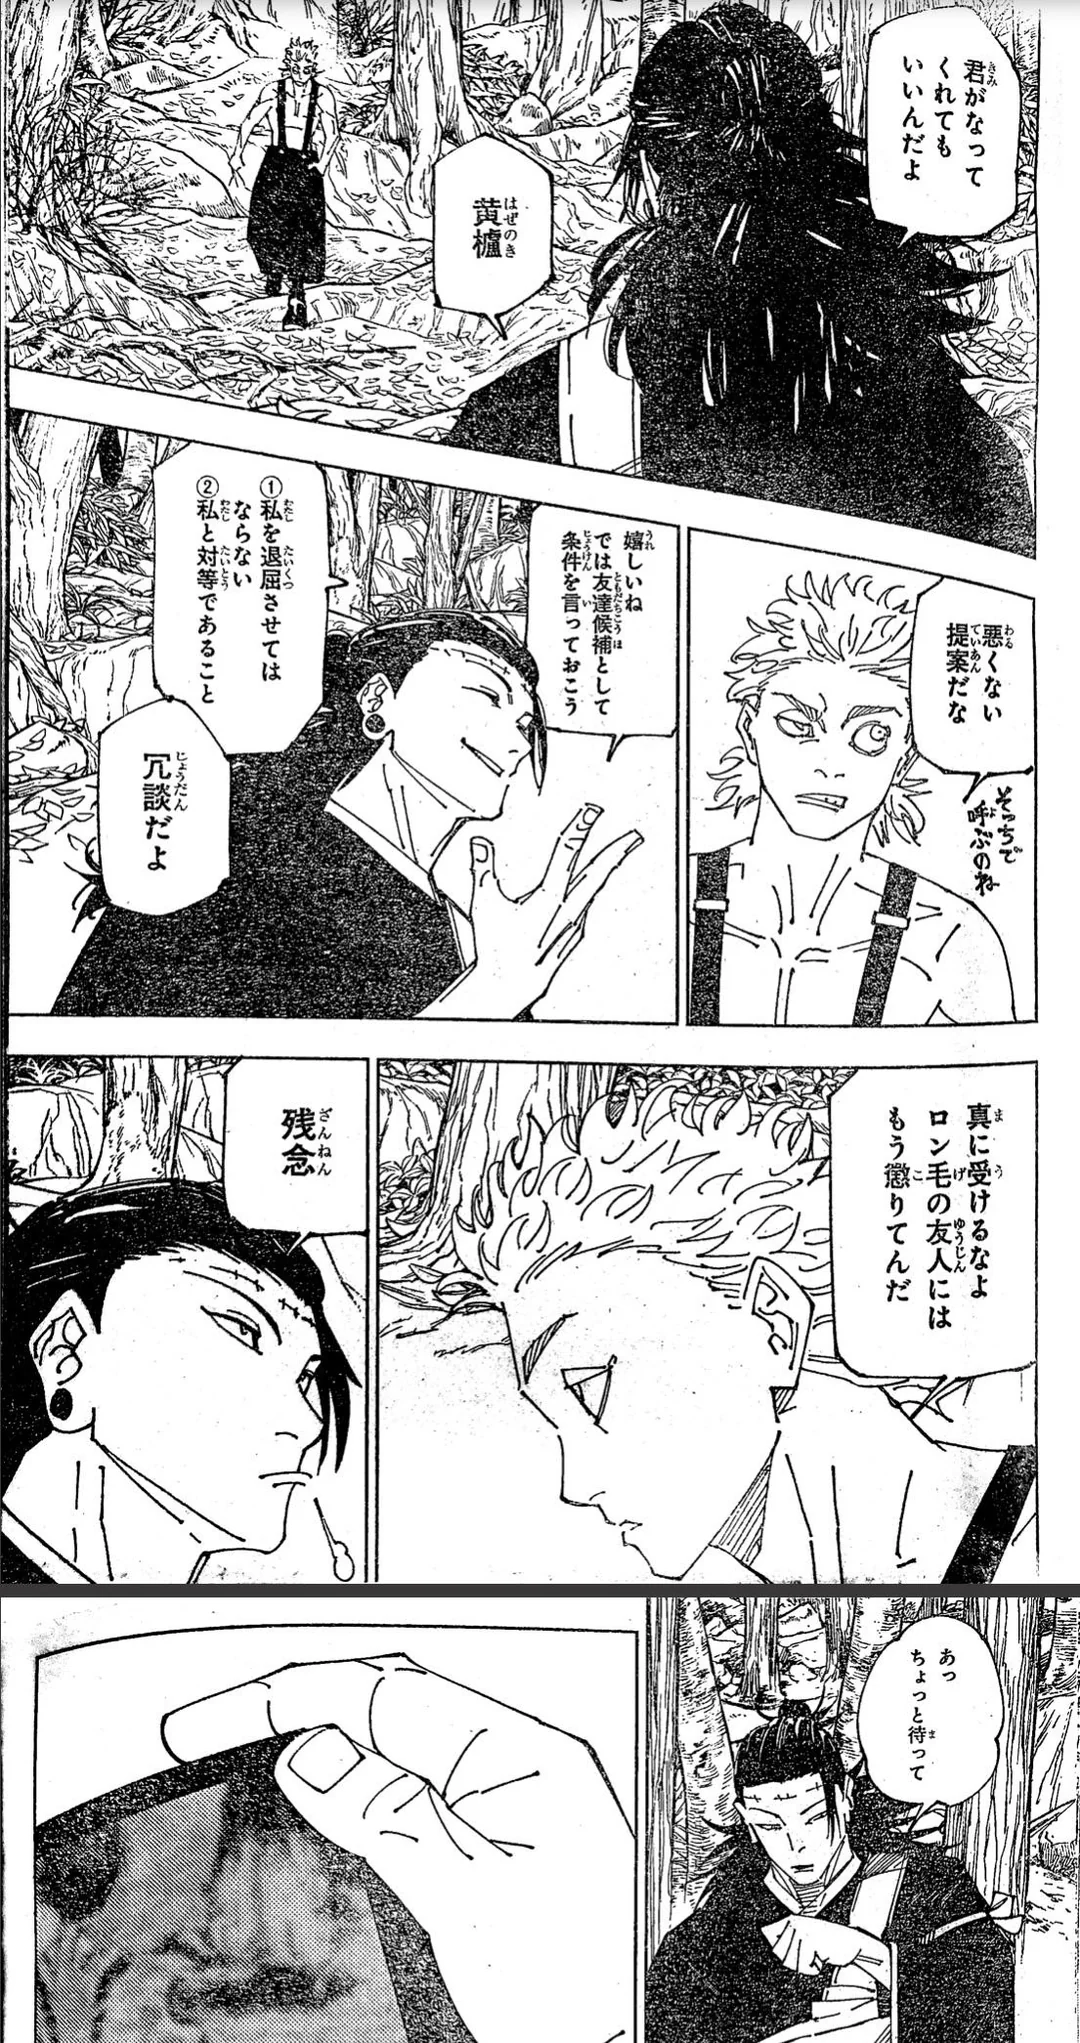 君がなって
くれても
いいんだよ
黄櫨
悪くない
提案だな
そっちで
呼ぶのね
嬉しいね
では友達候補として
条件を言っておこう
①私を退屈させては
ならない
②私と対等であること
冗談だよ
真に受けるなよ
ロン毛の友人には
もう懲りてんだ
残念
あっ
ちょっと待って